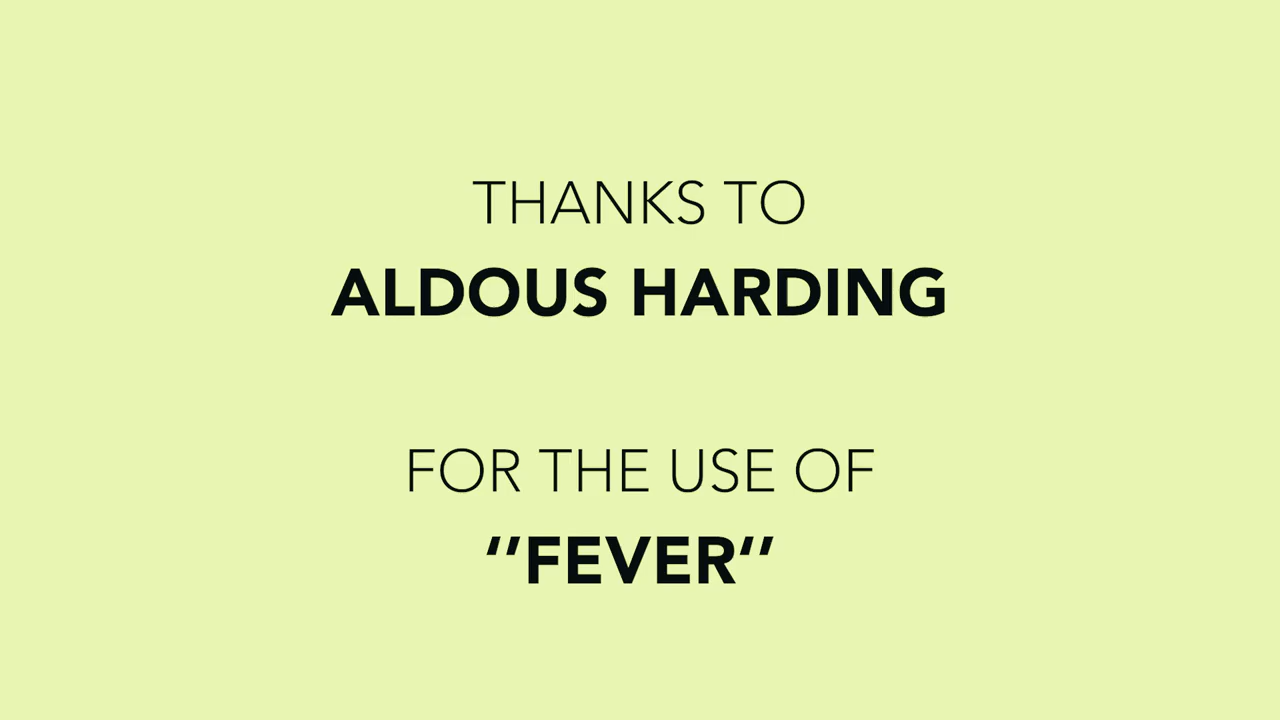 THANKS TO
ALDOUS HARDING
FOR THE USE OF
‘‘FEVER‘‘